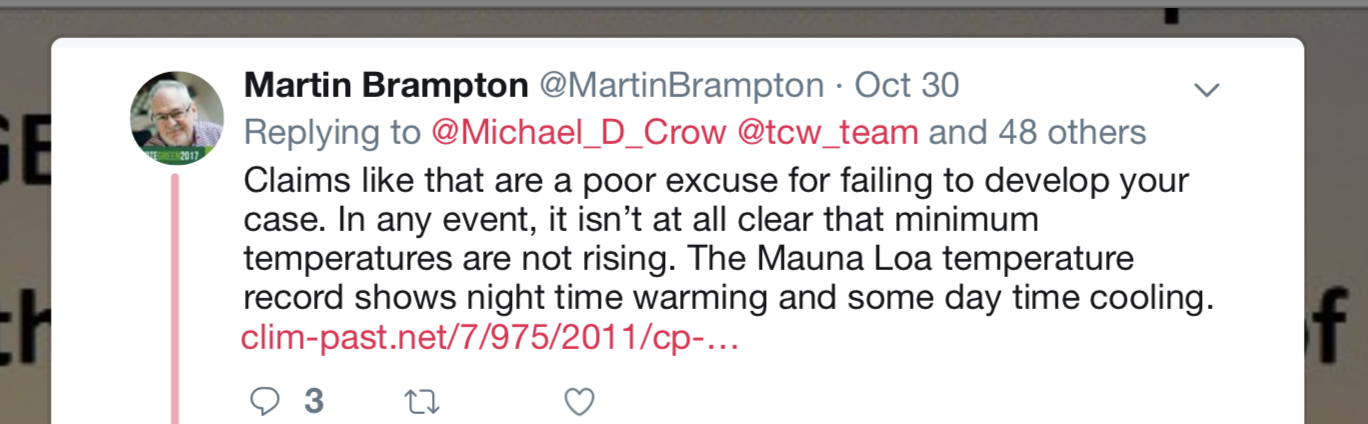 Martin Brampton @MartinBrampton · Oct 30
Replying to @Michael_D_Crow @tcw_team and 48 others
Claims like that are a poor excuse for failing to develop your
case. In any event, it isn’t at all clear that minimum
temperatures are not rising. The Mauna Loa temperature
record shows night time warming and some day time cooling.
clim-past.net/7/975/2011/cp-…
3